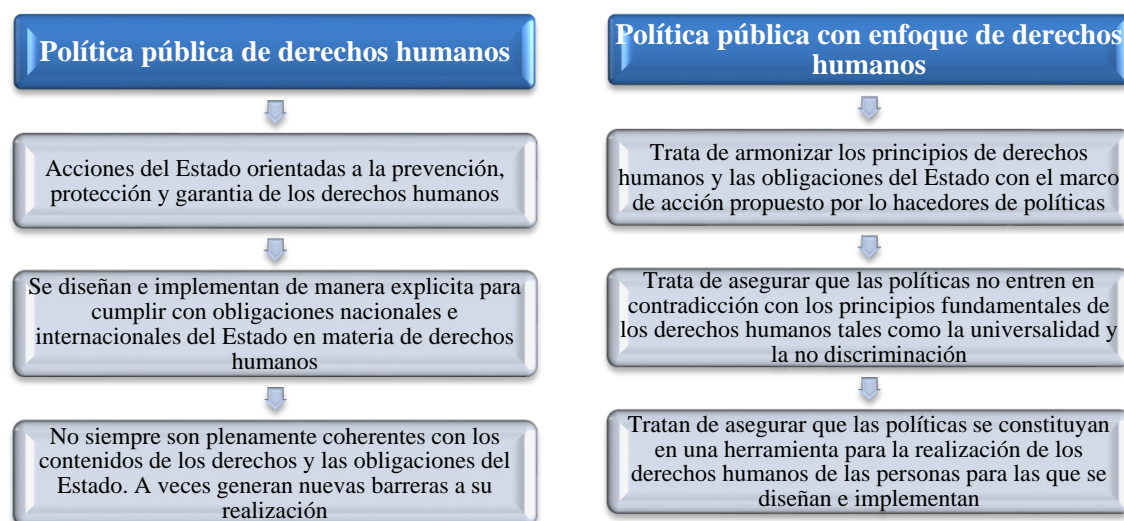 Política pública de derechos humanos
Acciones del Estado orientadas a la prevención,
protección y garantia de los derechos humanos
Se diseñan e implementan de manera explicita para
cumplir con obligaciones nacionales e
internacionales del Estado en materia de derechos
humanos
No siempre son plenamente coherentes con los
contenidos de los derechos y las obligaciones del
Estado. A veces generan nuevas barreras a su
realización
Política pública con enfoque de derechos
humanos
Trata de armonizar los principios de derechos
humanos y las obligaciones del Estado con el marco
de acción propuesto por lo hacedores de políticas
Trata de asegurar que las políticas no entren en
contradicción con los principios fundamentales de
los derechos humanos tales como la universalidad y
la no discriminación
Tratan de asegurar que las políticas se constituyan
en una herramienta para la realización de los
derechos humanos de las personas para las que se
diseñan e implementan